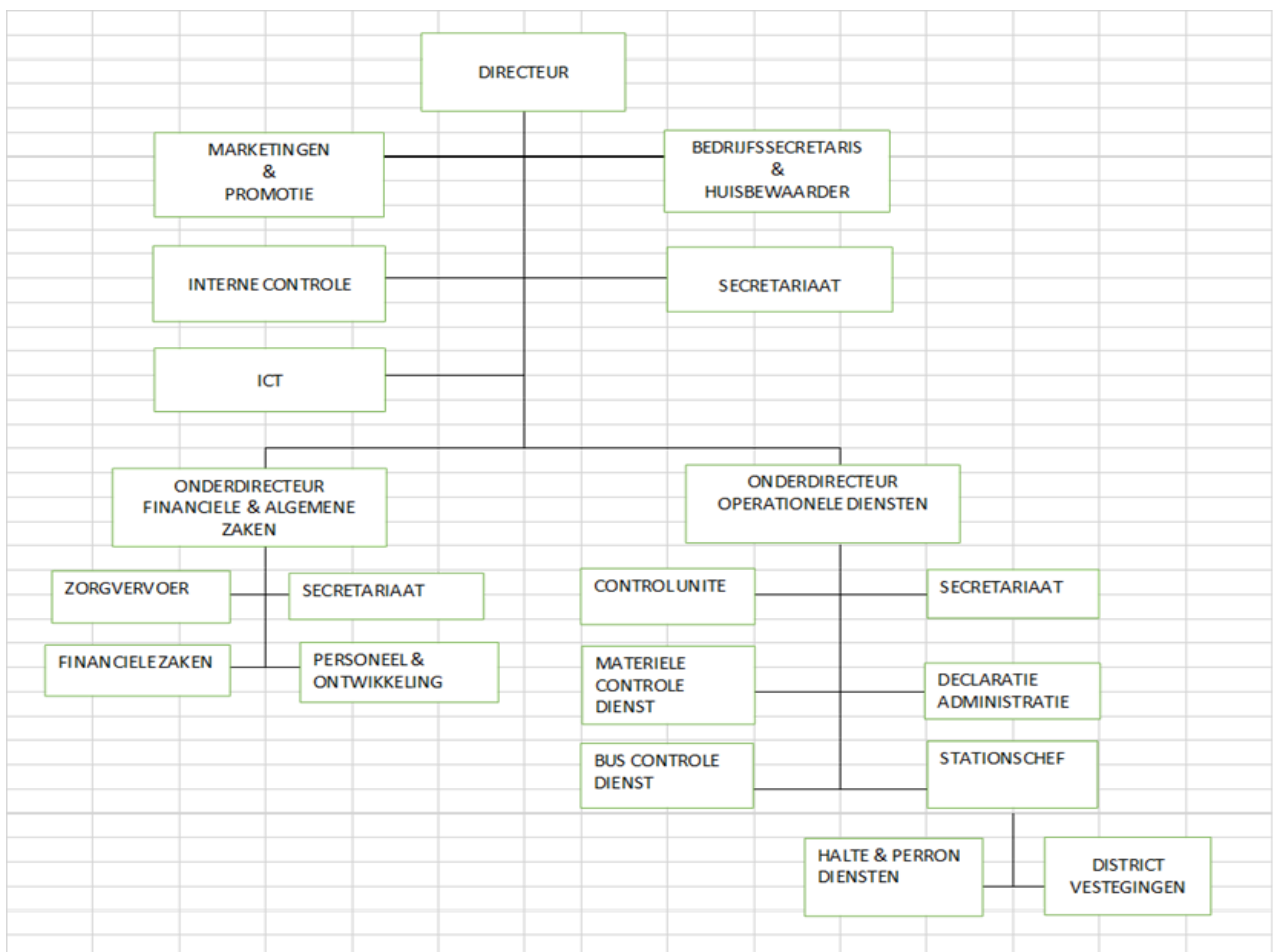 DIRECTEUR
MARKETINGEN
&
PROMOTIE
BEDRIJFSSECRETARIS
&
HUISBEWAARDER
INTERNE CONTROLE
SECRETARIAAT
ICT
ONDERDIRECTEUR
FINANCIELE & ALGEMENE
ZAKEN
ONDERDIRECTEUR
OPERATIONELE DIENSTEN
ZORGVERVOER
SECRETARIAAT
FINANCIELE ZAKEN
PERSONEEL &
ONTWIKKELING
CONTROL UNITE
SECRETARIAAT
MATERIELE
CONTROLE
DIENST
DECLARATIE
ADMINISTRATIE
BUS CONTROLE
DIENST
STATIONSCHEF
HALTE & PERRON
DIENSTEN
DISTRICT
VESTEGINGEN